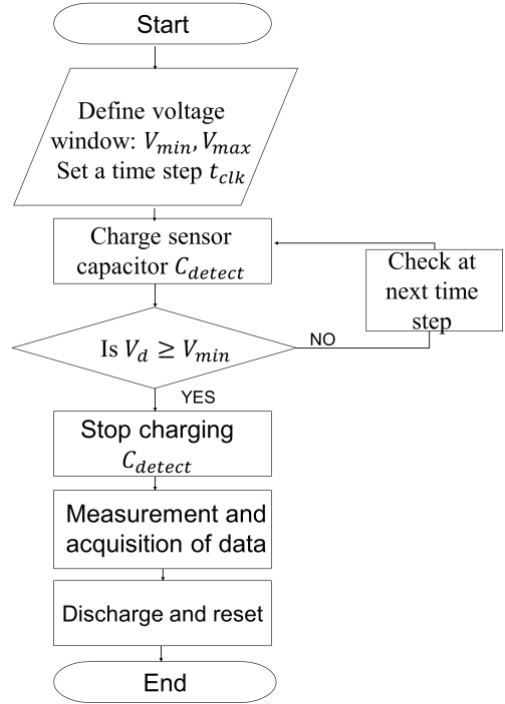 Start
Define voltage
window: V_min, V_max
Set a time step t_clk
Charge sensor
capacitor C_detect
Check at
next time
step
Is V_d ≥ V_min
NO
YES
Stop charging
C_detect
Measurement and
acquisition of data
Discharge and reset
End